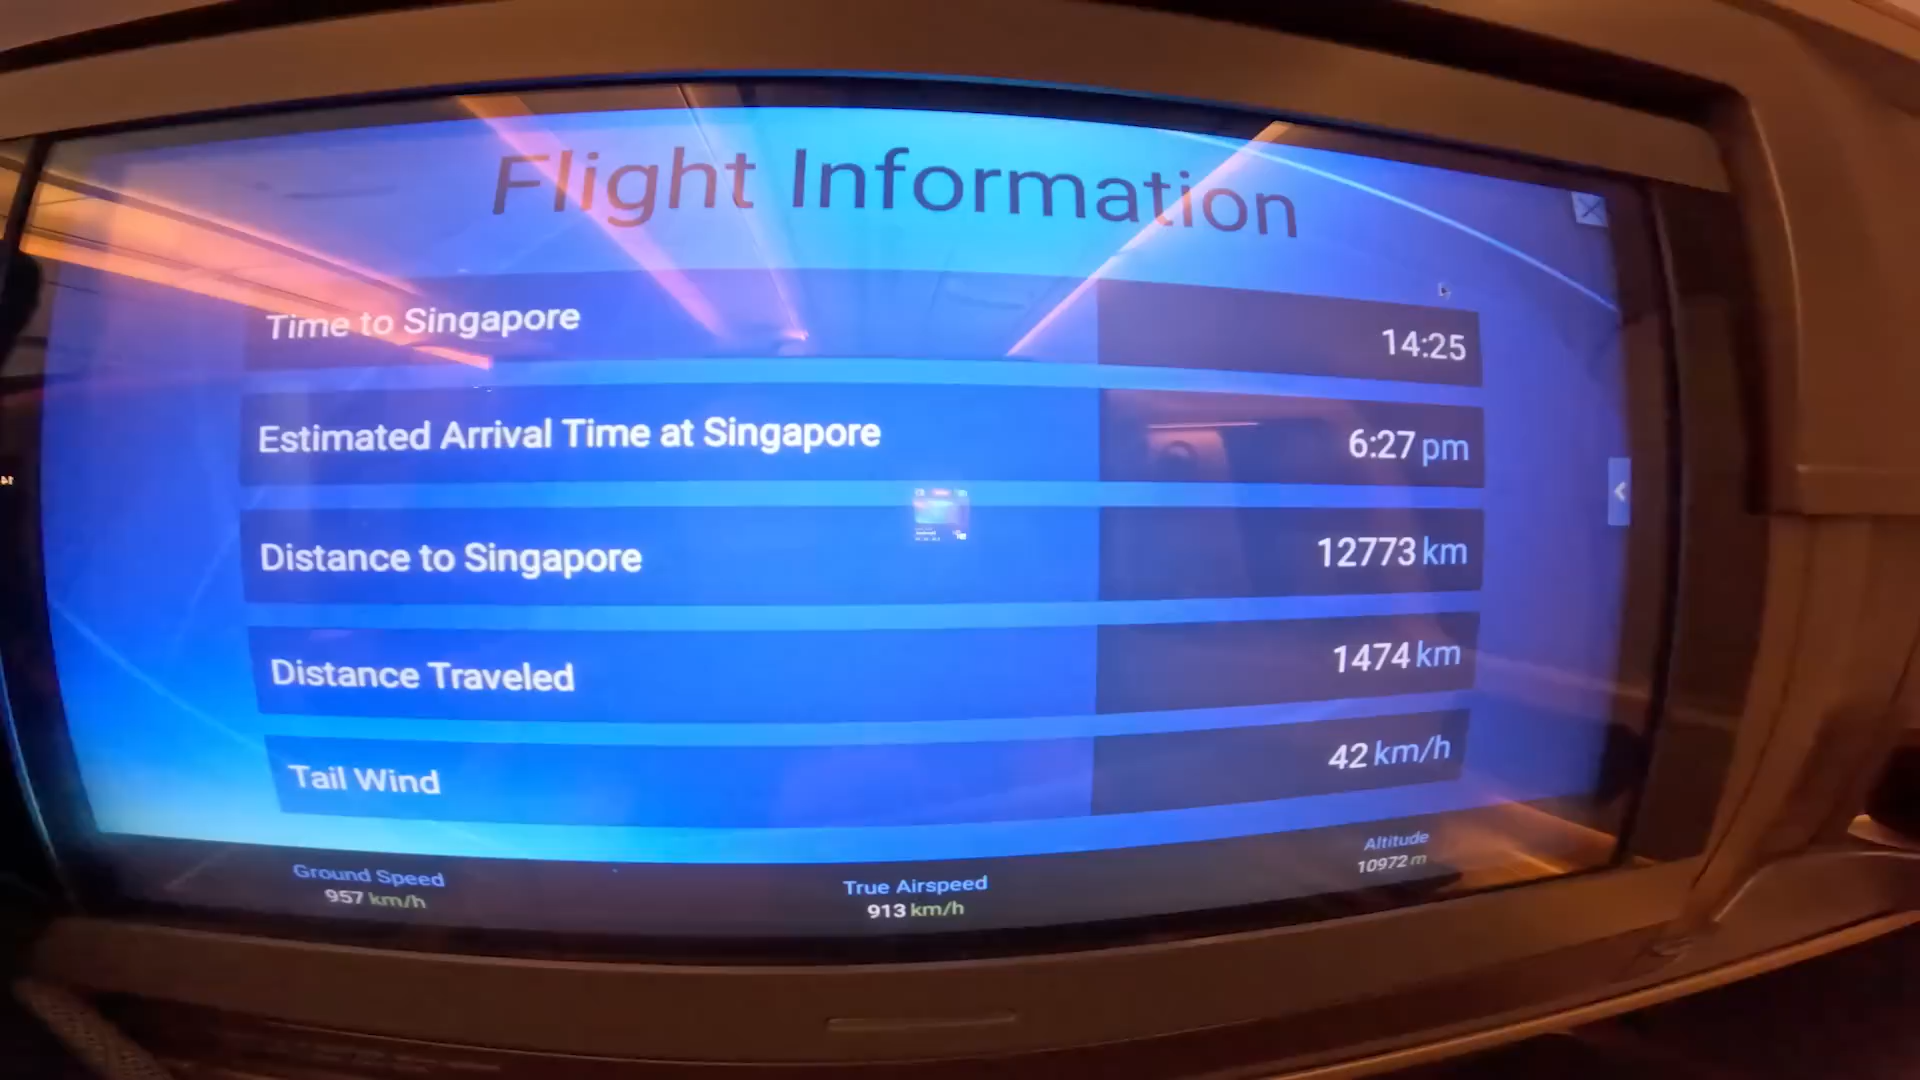 Flight Information
Time to Singapore 14:25
Estimated Arrival Time at Singapore 6:27 pm
Distance to Singapore 12773 km
Distance Traveled 1474 km
Tail Wind 42 km/h
Ground Speed True Airspeed Altitude
957 km/h 913 km/h 10972 m